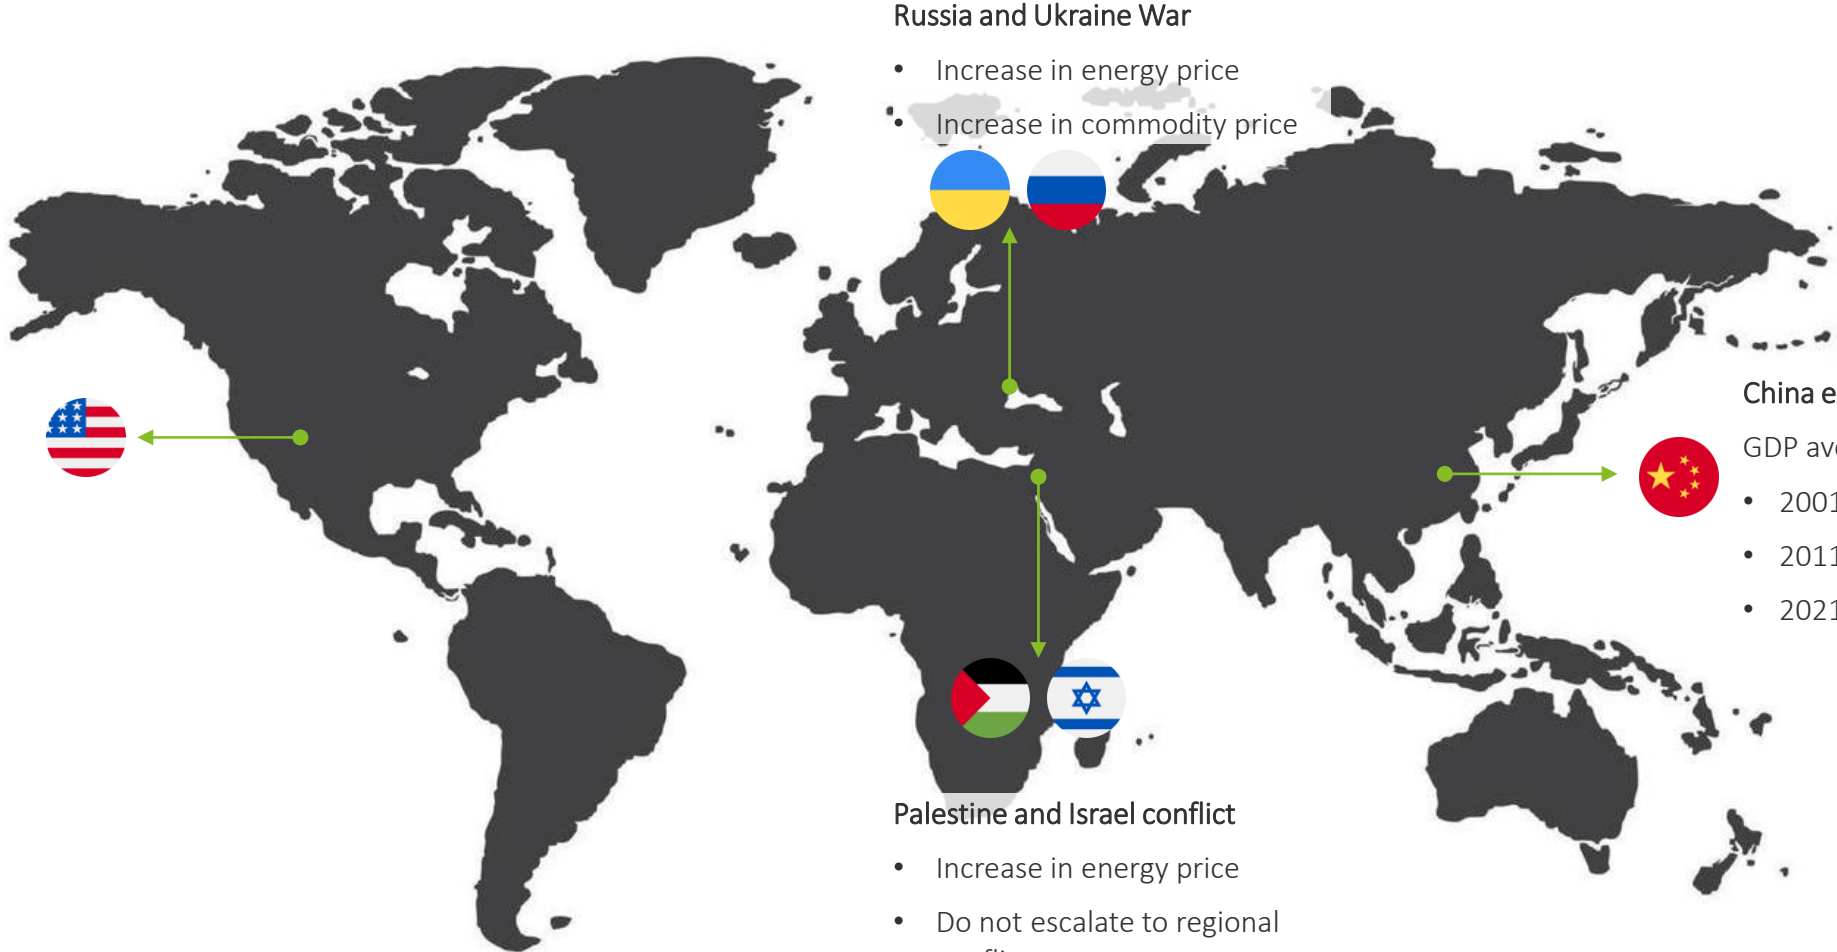 Russia and Ukraine War
• Increase in energy price
• Increase in commodity price
China e
GDP ave
• 2001
• 2011
• 2021
Palestine and Israel conflict
• Increase in energy price
• Do not escalate to regional